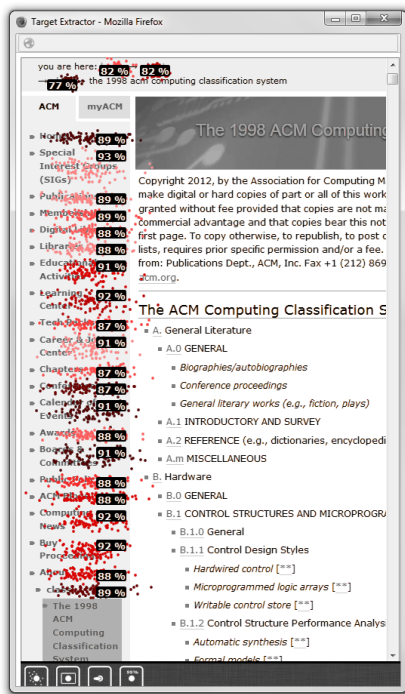 Target Extractor - Mozilla Firefox
you are here: 82 % → 82 %
→ 77 % the 1998 acm computing classification system
ACM myACM
The 1998 ACM Computing
» Home 89 %
» Special 93 %
Interest Groups
(SIGs) 88 %
» Publications 89 %
» Membership 89 %
» Digital Library 88 %
» Libraries 88 %
» Educational 91 %
Activities
» Learning 92 %
Center
» Tech 87 %
» Career & Job 91 %
Center
» Chapters 87 %
» Conferences 87 %
» Calendar of 91 %
Events
» Awards 88 %
» Boards & 91 %
Committees
» Public Policy 88 %
» ACM 88 %
» Computing 92 %
News
» Buy 92 %
Proceedings
» About 88 %
» class 89 %
» The 1998
ACM
Computing
Classification
System
Copyright 2012, by the Association for Computing M
make digital or hard copies of part or all of this work
granted without fee provided that copies are not ma
commercial advantage and that copies bear this not
first page. To copy otherwise, to republish, to post o
lists, requires prior specific permission and/or a fee.
from: Publications Dept., ACM, Inc. Fax +1 (212) 869
acm.org.
The ACM Computing Classification S
A. General Literature
A.0 GENERAL
Biographies/autobiographies
Conference proceedings
General literary works (e.g., fiction, plays)
A.1 INTRODUCTORY AND SURVEY
A.2 REFERENCE (e.g., dictionaries, encyclopedi
A.m MISCELLANEOUS
B. Hardware
B.0 GENERAL
B.1 CONTROL STRUCTURES AND MICROPROGRA
B.1.0 General
B.1.1 Control Design Styles
Hardwired control [**]
Microprogrammed logic arrays [**]
Writable control store [**]
B.1.2 Control Structure Performance Analys
Automatic synthesis [**]
Formal models [**]